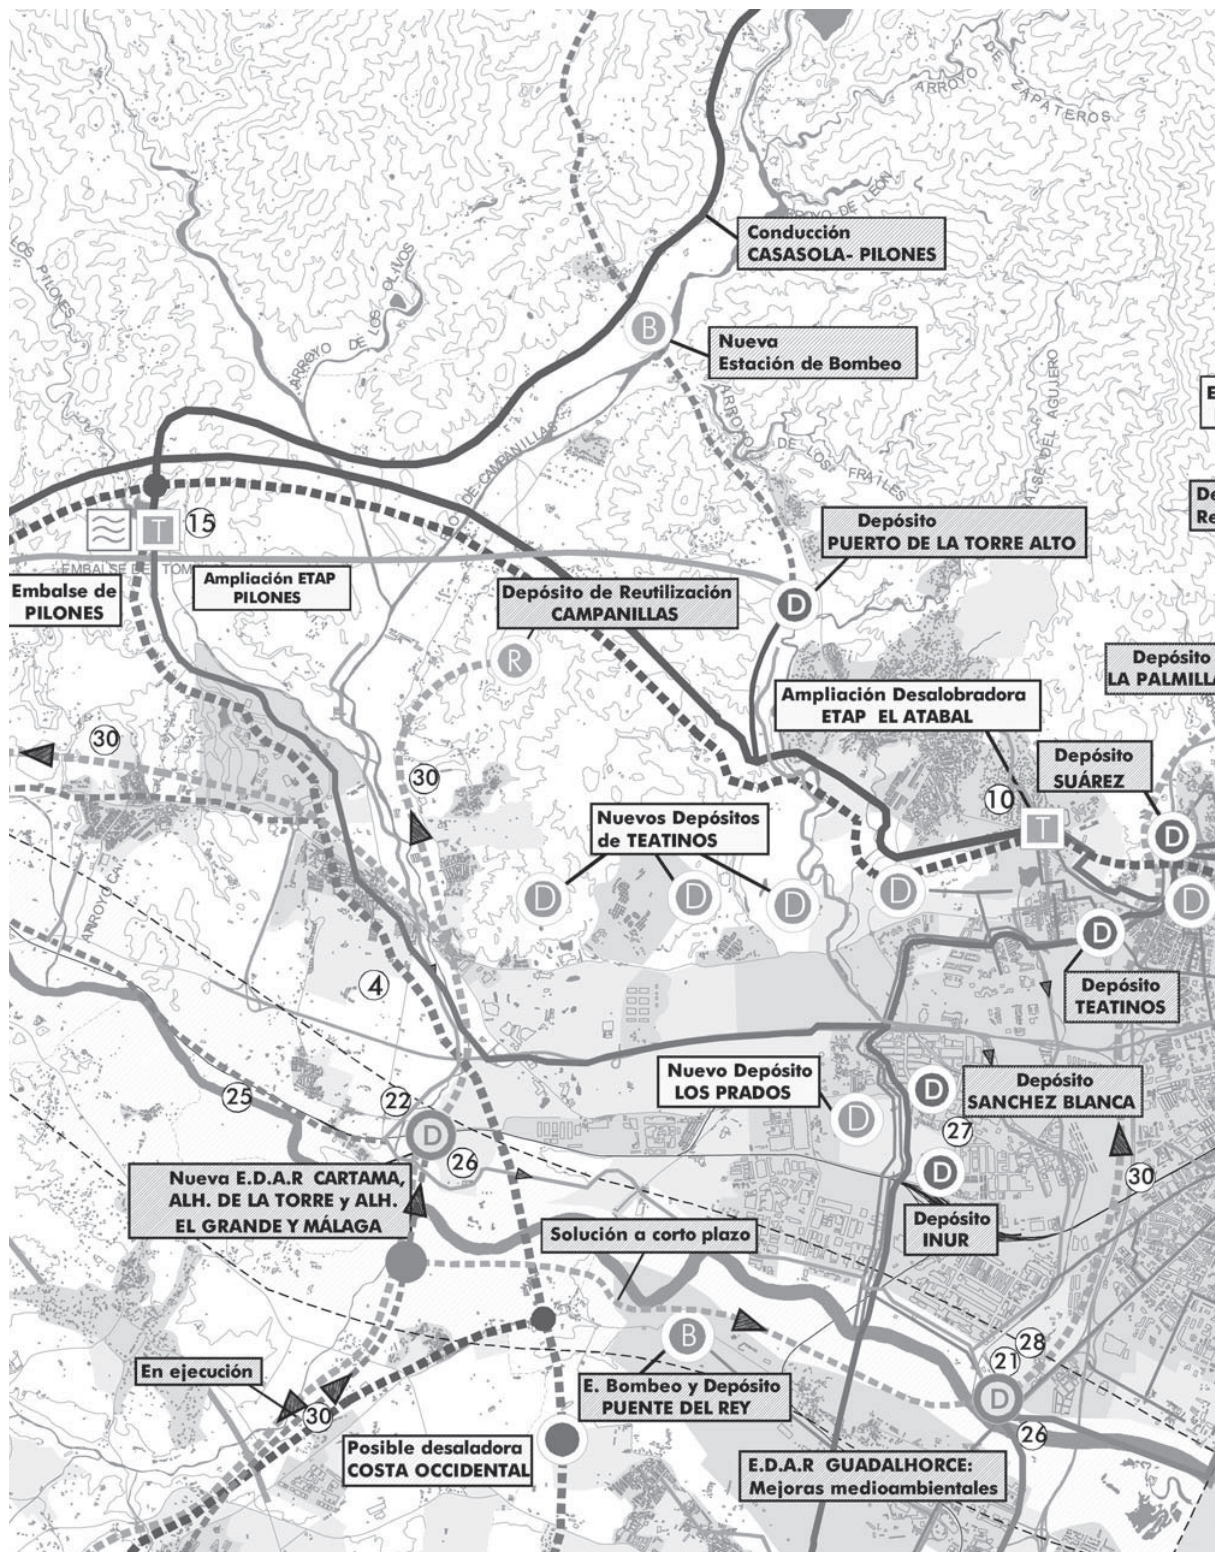 ARROYO
DE
ZAPATEROS
ARROYO DE LEÓN
Conducción
CASASOLA- PILONES
LOS PILONES
ARROYO DE LOS OLIVOS
B
Nueva
Estación de Bombeo
ARROYO DE LOS FRAILES
DE CAMPANILLAS
DEL AGUJERO
E
De
Re
T
15
Depósito
PUERTO DE LA TORRE ALTO
Embalse de
PILONES
Ampliación ETAP
PILONES
Depósito de Reutilización
CAMPANILLAS
D
R
Depósito
LA PALMILLA
Ampliación Desalobradora
ETAP EL ATABAL
30
30
Depósito
SUÁREZ
10
T
D
Nuevos Depósitos
de TEATINOS
D
D
D
D
D
D
ARROYO CA
4
Depósito
TEATINOS
25
22
D
26
Nuevo Depósito
LOS PRADOS
D
D
27
D
Depósito
SANCHEZ BLANCA
30
Nueva E.D.A.R CARTAMA,
ALH. DE LA TORRE y ALH.
EL GRANDE Y MÁLAGA
Solución a corto plazo
Depósito
INUR
B
28
21
D
26
En ejecución
30
E. Bombeo y Depósito
PUENTE DEL REY
Posible desaladora
COSTA OCCIDENTAL
E.D.A.R GUADALHORCE:
Mejoras medioambientales